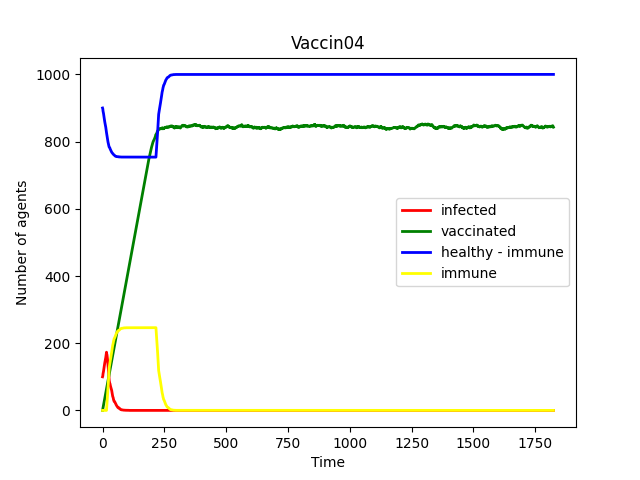 Vaccin04
1000
800
600
400
200
0
Number of agents
infected
vaccinated
healthy - immune
immune
0 250 500 750 1000 1250 1500 1750
Time